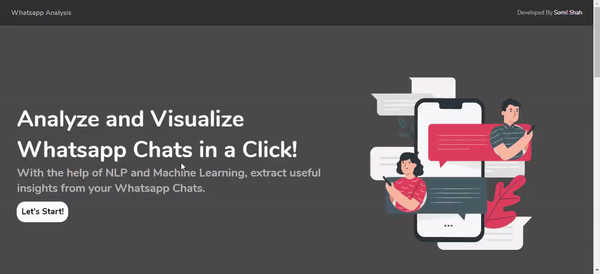 Whatsapp Analysis
Developed By Somil Shah
Analyze and Visualize
Whatsapp Chats in a Click!
With the help of NLP and Machine Learning, extract useful
insights from your Whatsapp Chats.
Let's Start!